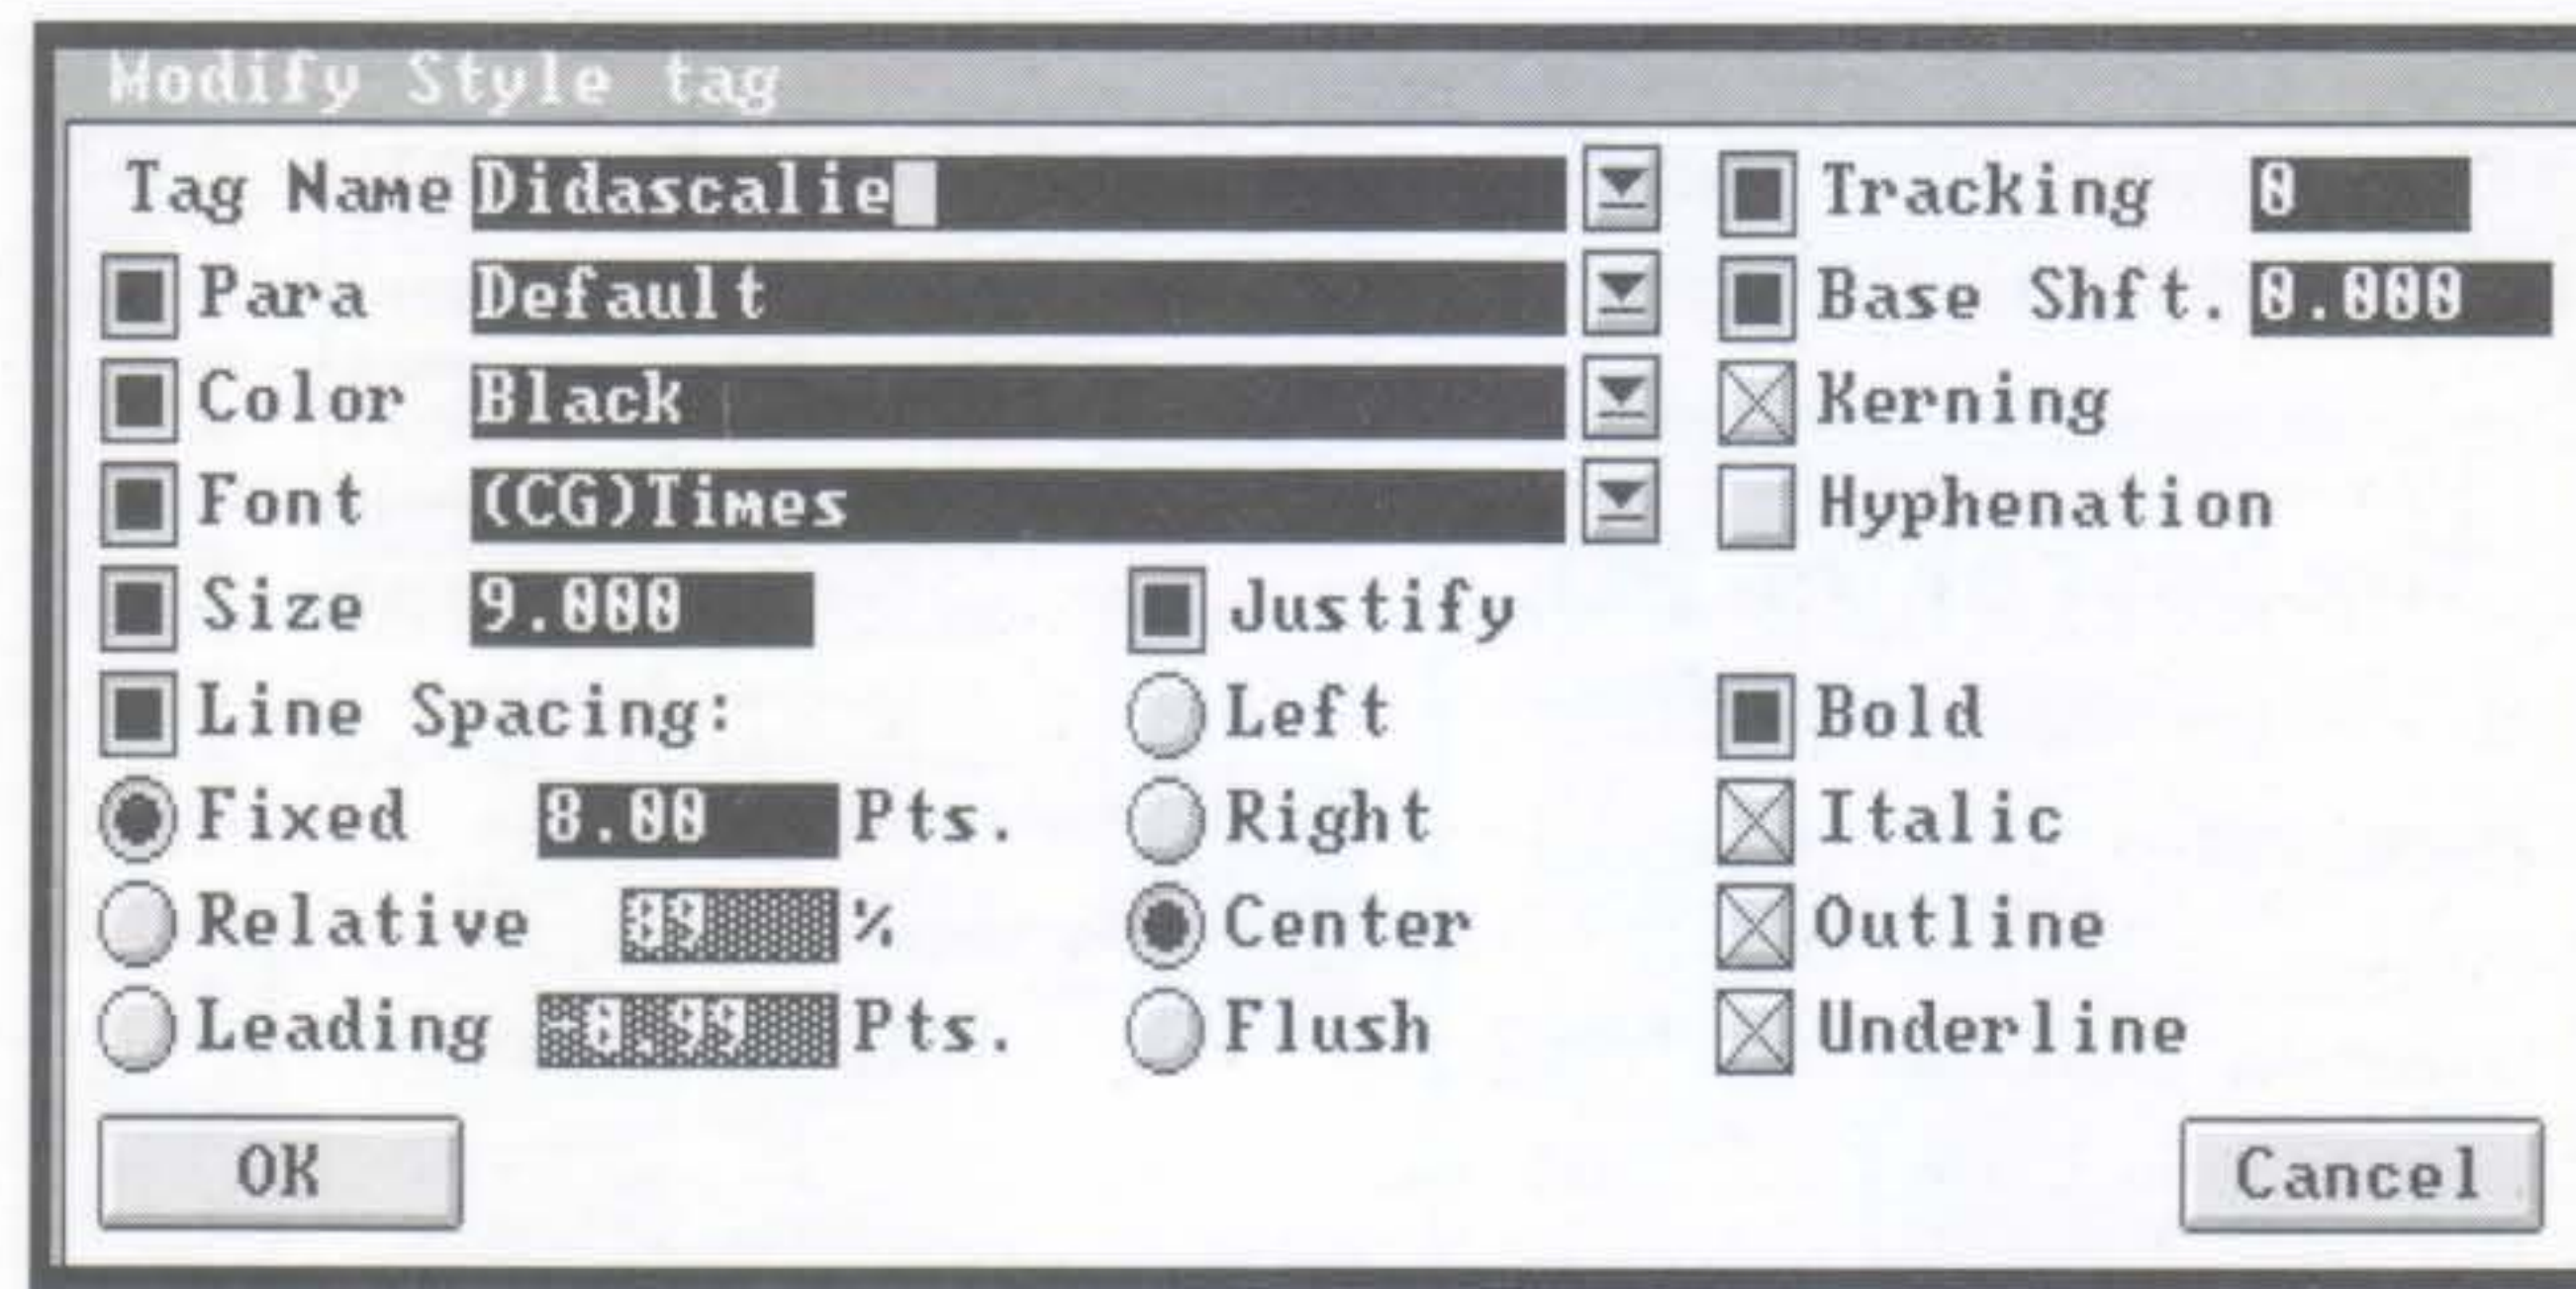 Modify Style tag
Tag Name Didascalie Tracking 0
Para Default Base Shft. 0.000
Color Black Kerning
Font (CG)Times Hyphenation
Size 9.000 Justify
Line Spacing: Left Bold
Fixed 8.00 Pts. Right Italic
Relative % Center Outline
Leading Pts. Flush Underline
OK Cancel